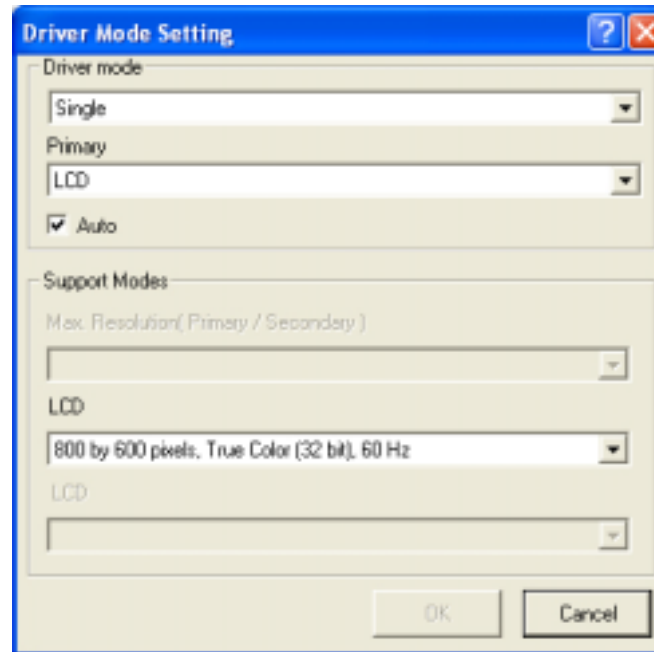 Driver Mode Setting
Driver mode
Single
Primary
LCD
Auto
Support Modes
Max. Resolution( Primary / Secondary )
LCD
800 by 600 pixels, True Color (32 bit), 60 Hz
LCD
OK Cancel